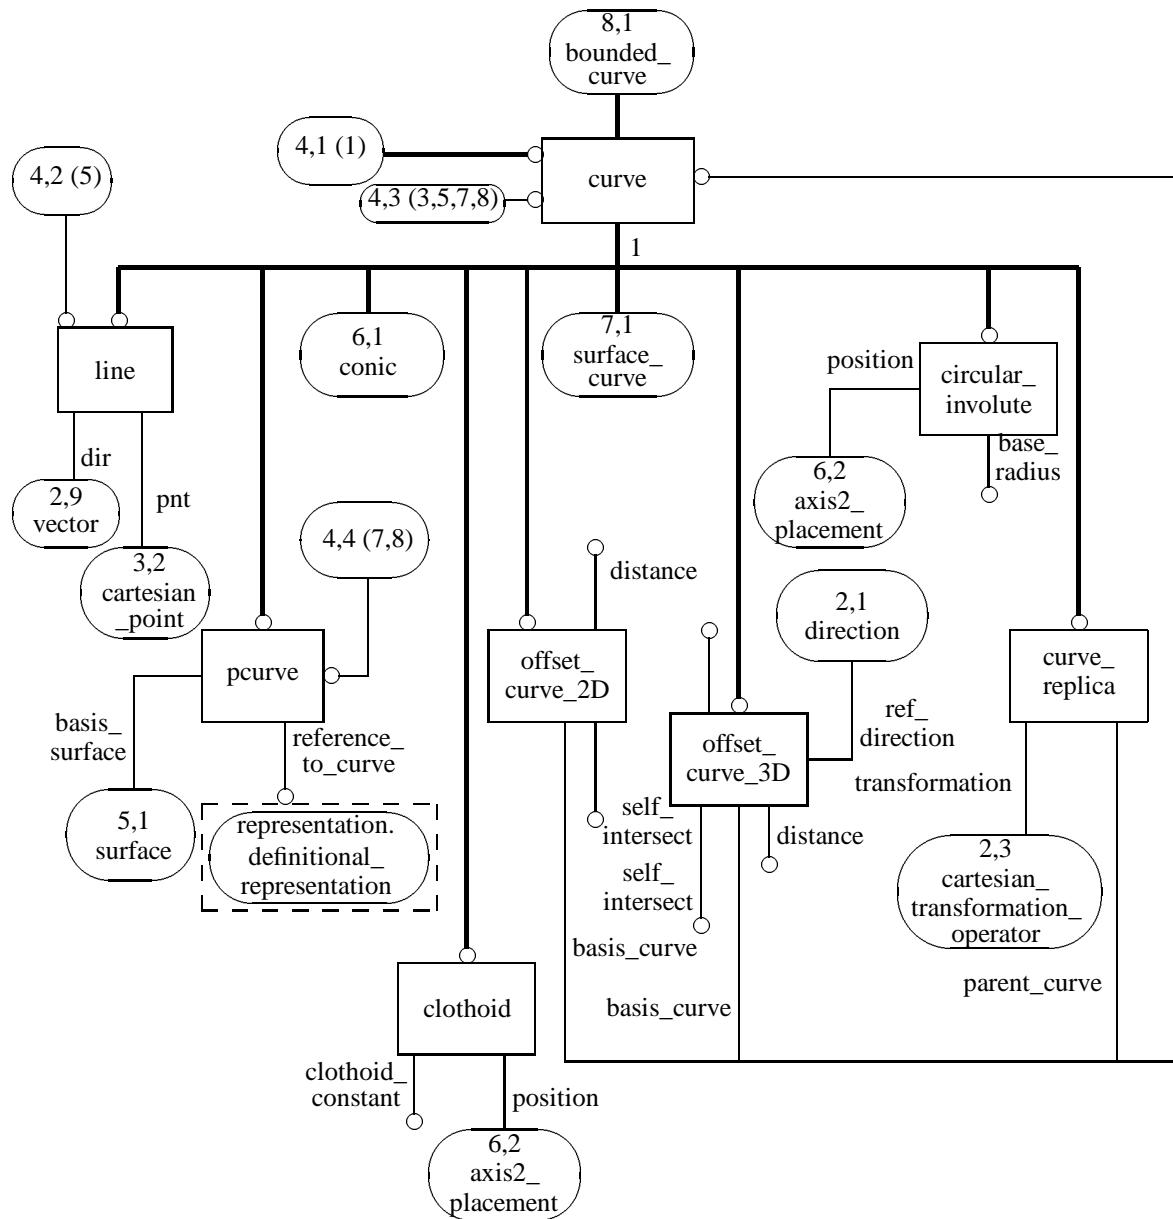 8,1
bounded_
curve
4,1 (1)
4,2 (5)
curve
4,3 (3,5,7,8)
1
6,1
conic
7,1
surface_
curve
line
position
circular_
involute
dir
base_
radius
2,9
vector
pnt
6,2
axis2_
placement
4,4 (7,8)
3,2
cartesian
_point
distance
2,1
direction
pcurve
offset_
curve_2D
curve_
replica
basis_
surface
reference_
to_curve
offset_
curve_3D
ref_
direction
transformation
5,1
surface
representation.
definitional_
representation
self_
intersect
distance
2,3
cartesian_
transformation_
operator
self_
intersect
basis_curve
parent_curve
clothoid
basis_curve
clothoid_
constant
position
6,2
axis2_
placement